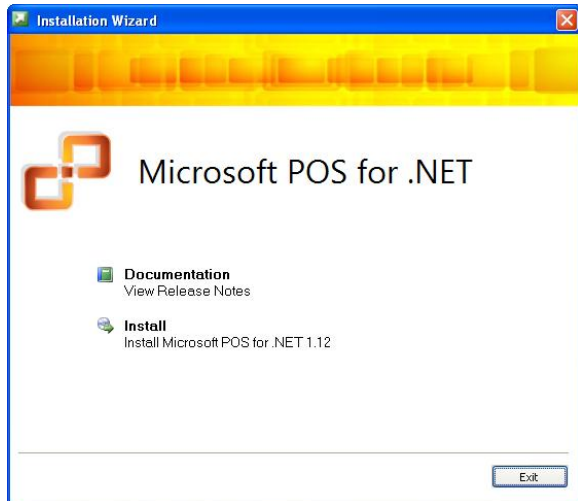 Installation Wizard
Microsoft POS for .NET
Documentation
View Release Notes
Install
Install Microsoft POS for .NET 1.12
Exit